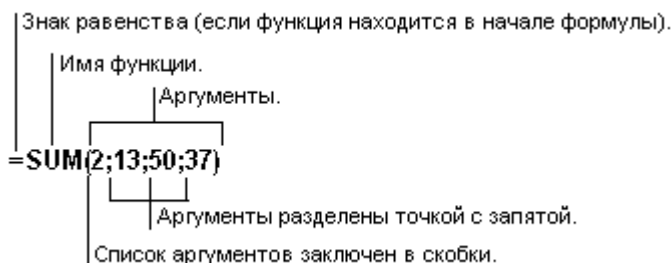 Знак равенства (если функция находится в начале формулы).
Имя функции.
Аргументы.
=SUM(2;13;50;37)
Аргументы разделены точкой с запятой.
Список аргументов заключен в скобки.